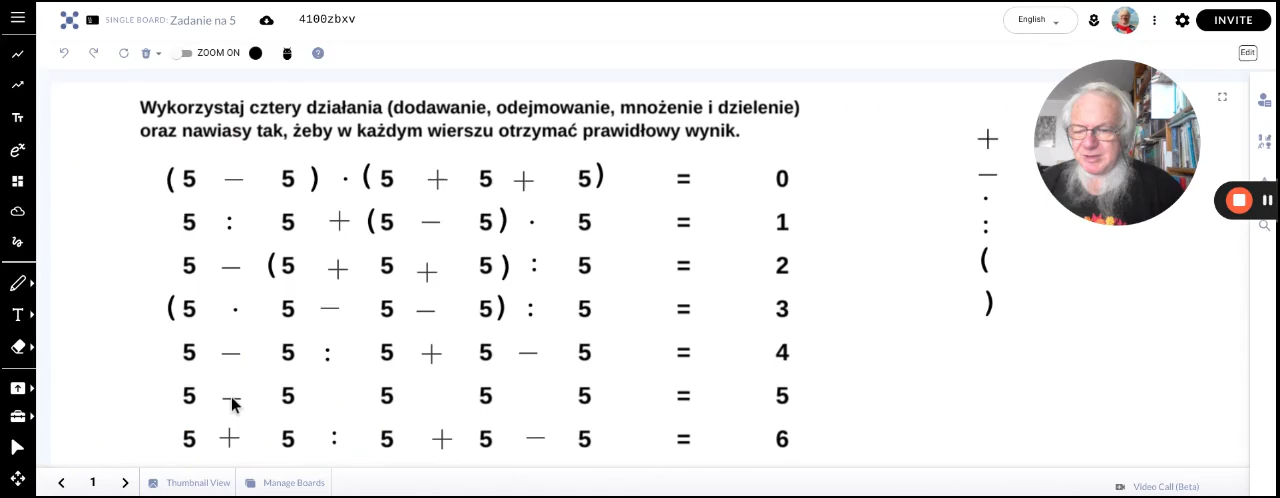 SINGLE BOARD: Zadanie na 5 4100zbxv English INVITE
ZOOM ON Edit
Wykorzystaj cztery działania (dodawanie, odejmowanie, mnożenie i dzielenie)
oraz nawiasy tak, żeby w każdym wierszu otrzymać prawidłowy wynik.
( 5 − 5 ) · ( 5 + 5 + 5 ) = 0
5 : 5 + ( 5 − 5 ) · 5 = 1
5 − ( 5 + 5 + 5 ) : 5 = 2
( 5 · 5 − 5 − 5 ) : 5 = 3
5 − 5 : 5 + 5 − 5 = 4
5 − 5 5 5 5 = 5
5 + 5 : 5 + 5 − 5 = 6
+
−
·
:
(
)
1 Thumbnail View Manage Boards Video Call (Beta)